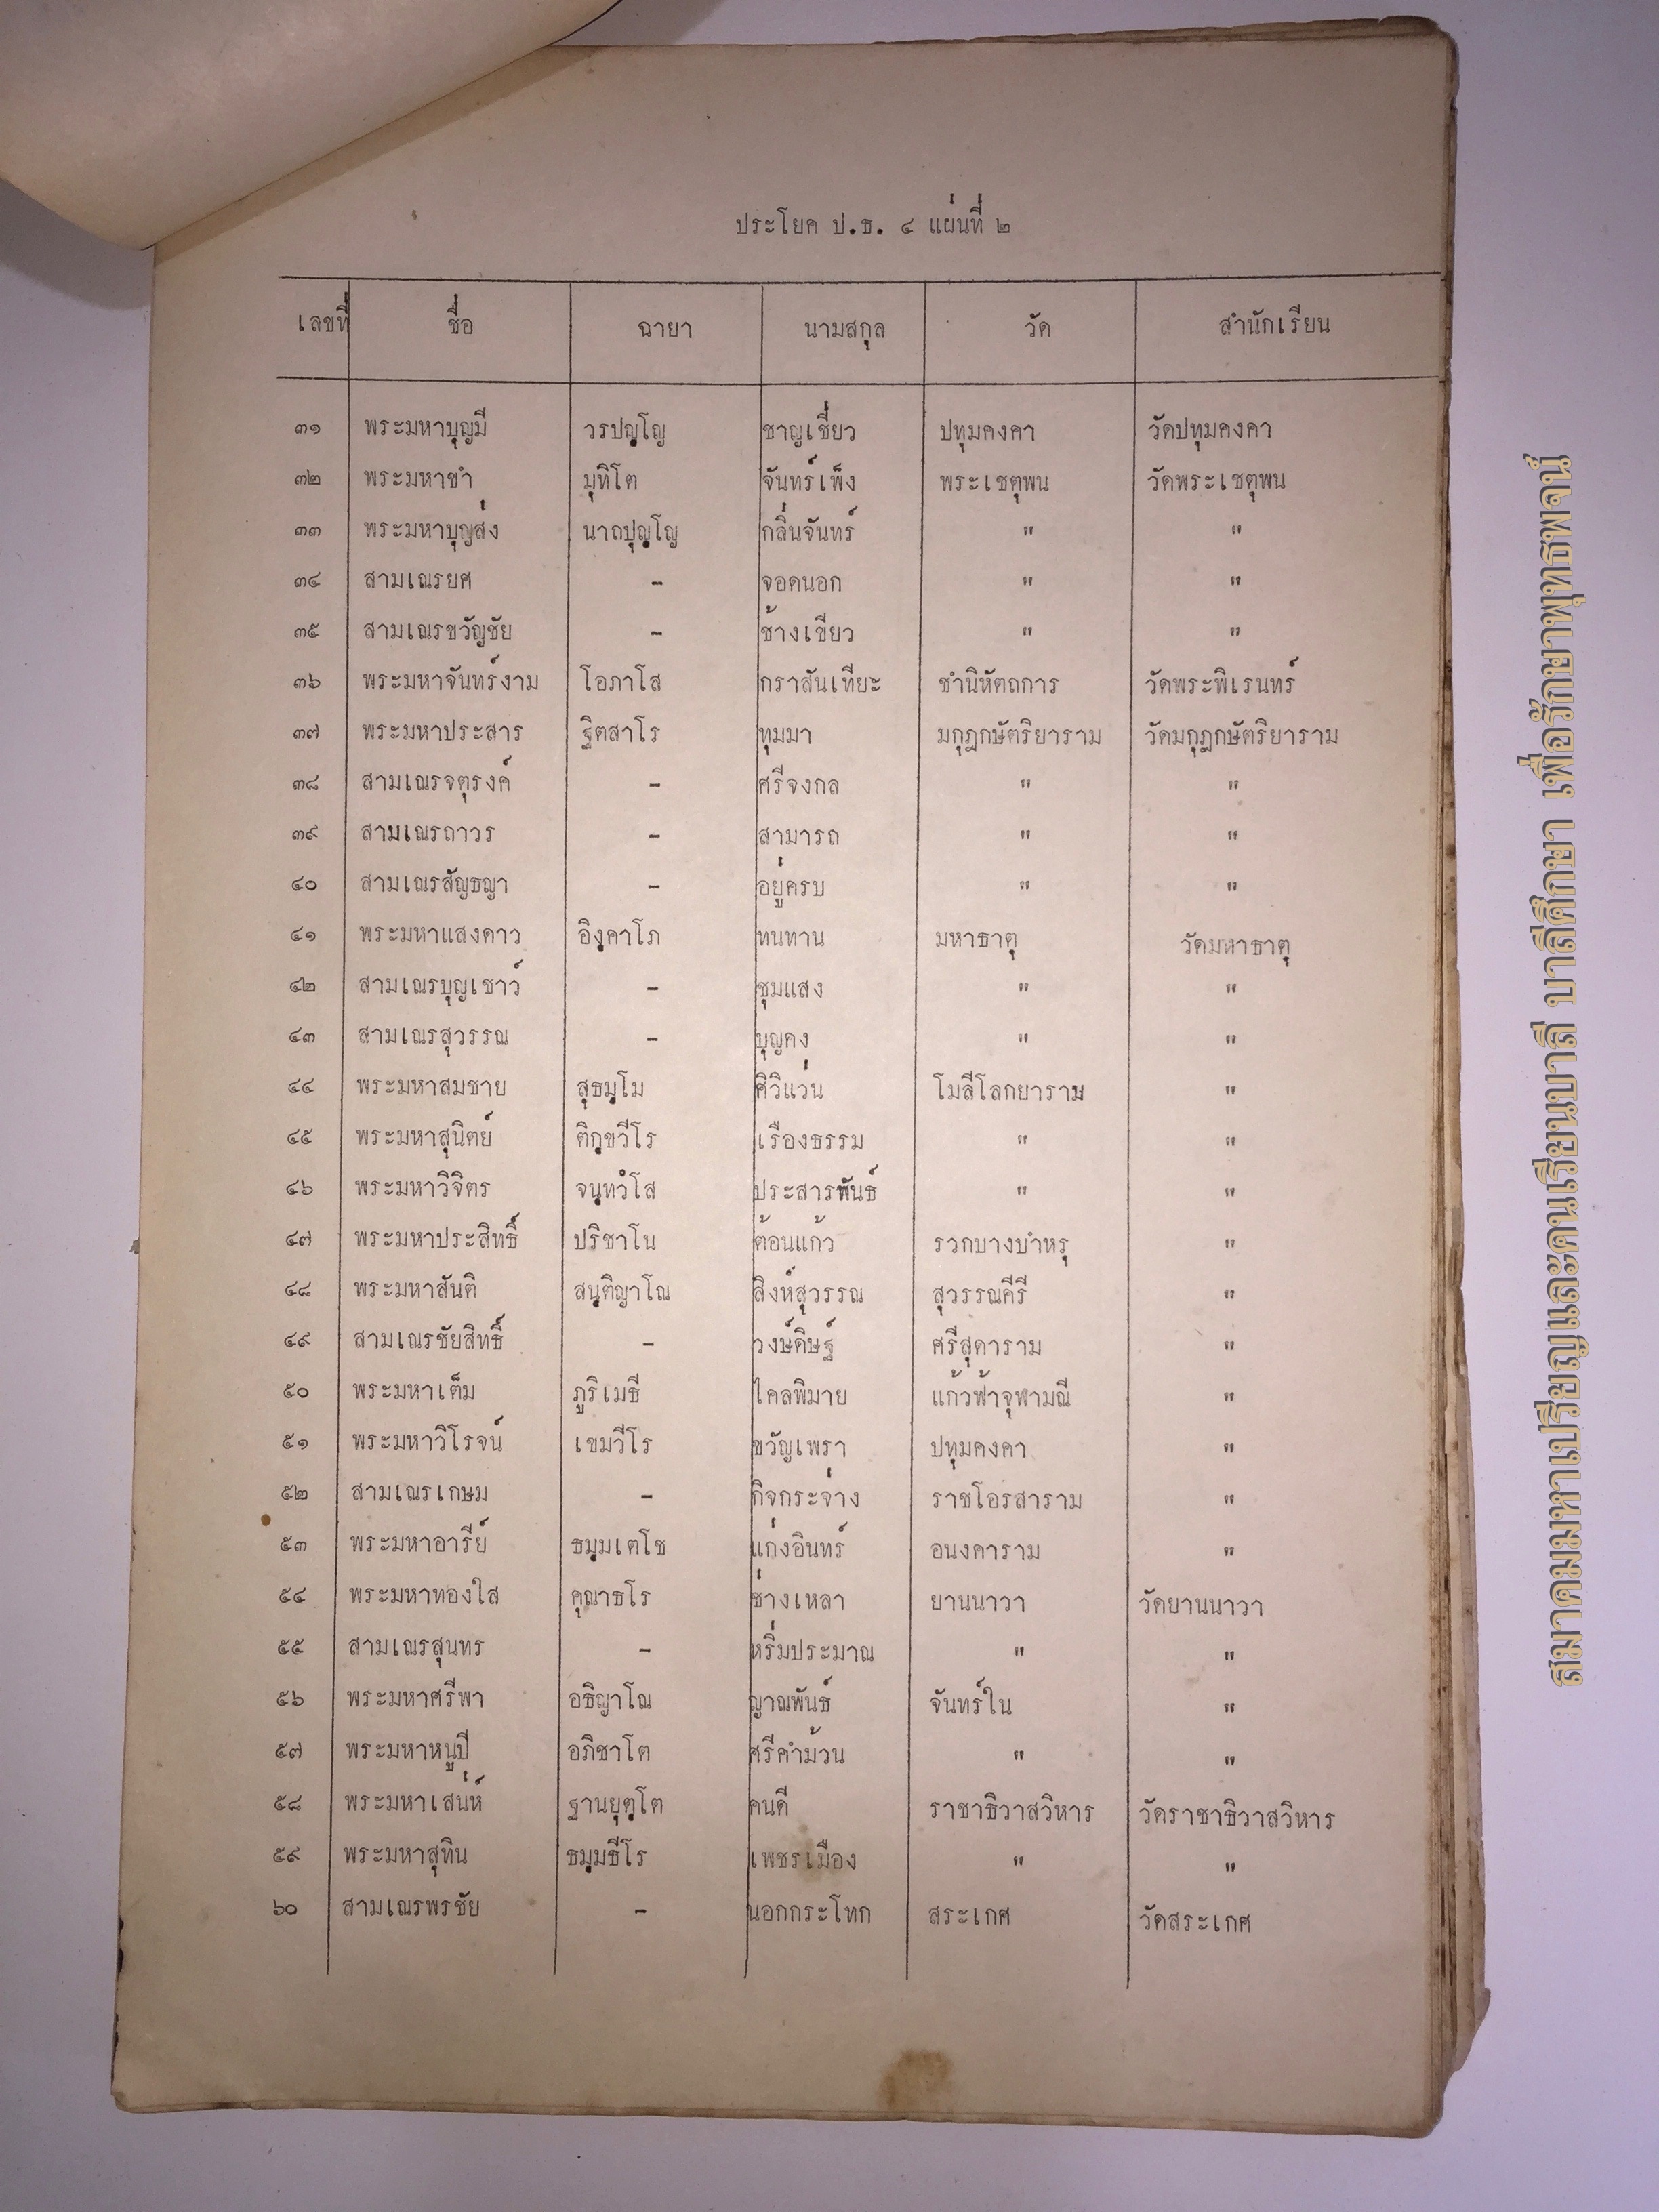 ประโยค ป.ธ. ๔ แผ่นที่ ๒
เลขที่ ชื่อ ฉายา นามสกุล วัด สำนักเรียน
๓๑ พระมหาบุญมี วรปญฺโญ ชาญเชี่ยว ปทุมคงคา วัดปทุมคงคา
๓๒ พระมหาขำ มุทิโต จันทร์เพ็ง พระเชตุพน วัดพระเชตุพน
๓๓ พระมหาบุญส่ง นาถปุญฺโญ กลิ่นจันทร์ " "
๓๔ สามเณรยศ - จอดนอก " "
๓๕ สามเณรขวัญชัย - ช้างเขียว " "
๓๖ พระมหาจันทร์งาม โอภาโส กราสันเทียะ ชำนิหัตถการ วัดพระพิเรนทร์
๓๗ พระมหาประสาร ฐิตสาโร ทุมมา มกุฎกษัตริยาราม วัดมกุฎกษัตริยาราม
๓๘ สามเณรจตุรงค์ - ศรีจงกล " "
๓๙ สามเณรถาวร - สามารถ " "
๔๐ สามเณรสัญธญา - อยู่ครบ " "
๔๑ พระมหาแสงดาว อิงฺคาโภ ทนทาน มหาธาตุ วัดมหาธาตุ
๔๒ สามเณรบุญเชาว์ - ชุมแสง " "
๔๓ สามเณรสุวรรณ - บุญคง " "
๔๔ พระมหาสมชาย สุธมฺโม ศิวิแว่น โมลีโลกยาราม "
๔๕ พระมหาสุนิตย์ ติกฺขวีโร เรืองธรรม " "
๔๖ พระมหาวิจิตร จนฺทวํโส ประสารพันธ์ " "
๔๗ พระมหาประสิทธิ์ ปริชาโน ต้อนแก้ว รวกบางบำหรุ "
๔๘ พระมหาสันติ สนฺติญาโณ สิงห์สุวรรณ สุวรรณคีรี "
๔๙ สามเณรชัยสิทธิ์ - วงษ์ดิษฐ์ ศรีสุดาราม "
๕๐ พระมหาเต็ม ภูริเมธี ไคลพิมาย แก้วฟ้าจุฬามณี "
๕๑ พระมหาวิโรจน์ เขมวีโร ขวัญเพรา ปทุมคงคา "
๕๒ สามเณรเกษม - กิจกระจ่าง ราชโอรสาราม "
๕๓ พระมหาอารีย์ ธมฺมเตโช แก่งอินทร์ อนงคาราม "
๕๔ พระมหาทองใส คุณาธโร ช่างเหลา ยานนาวา วัดยานนาวา
๕๕ สามเณรสุนทร - หริ่มประมาณ " "
๕๖ พระมหาศรีพา อธิญาโณ ญาณพันธ์ จันทร์ใน "
๕๗ พระมหาหนูปี อภิชาโต ศรีคำม้วน " "
๕๘ พระมหาเสน่ห์ ฐานยุตฺโต คนดี ราชาธิวาสวิหาร วัดราชาธิวาสวิหาร
๕๙ พระมหาสุทิน ธมฺมธีโร เพชรเมือง " "
๖๐ สามเณรพรชัย - นอกกระโทก สระเกศ วัดสระเกศ
สมาคมมหาเปรียญและคนเรียนบาลี บาลีศึกษา เพื่อรักษาพุทธพจน์